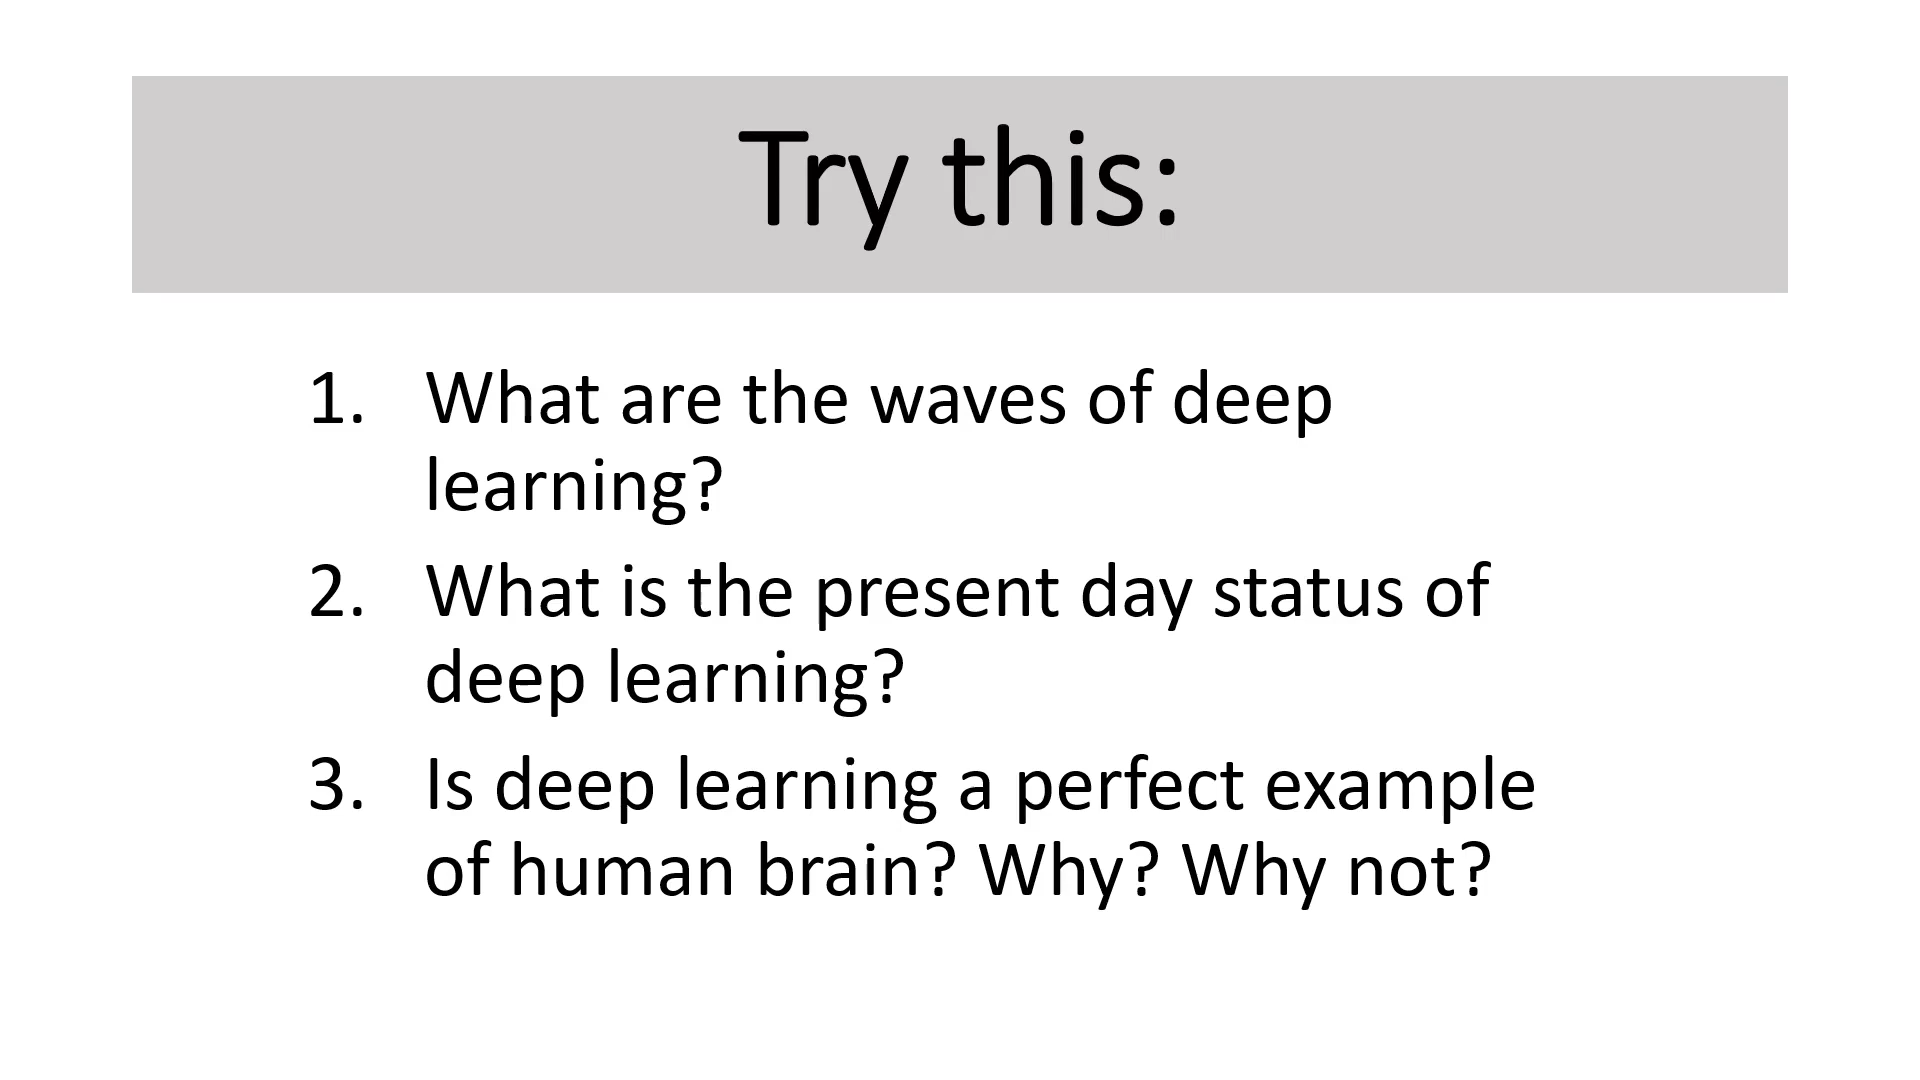 Try this:
1. What are the waves of deep
learning?
2. What is the present day status of
deep learning?
3. Is deep learning a perfect example
of human brain? Why? Why not?